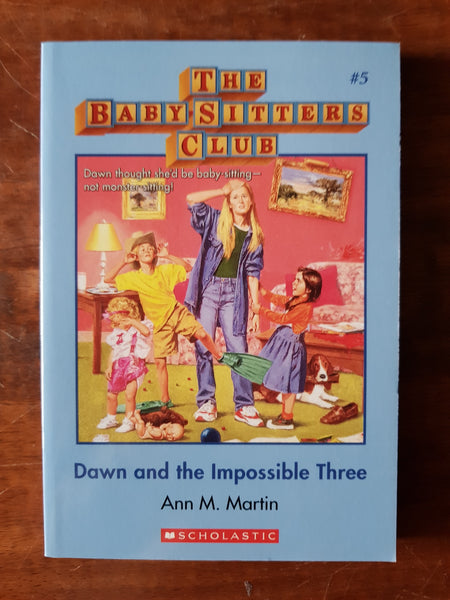 THE
#5
BABY-SITTERS
CLUB
Dawn thought she'd be baby-sitting—
not monster-sitting!
Dawn and the Impossible Three
Ann M. Martin
SCHOLASTIC